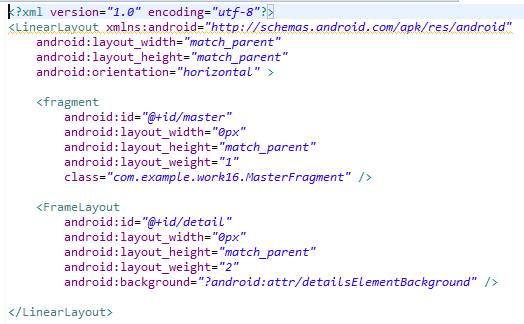 <?xml version="1.0" encoding="utf-8"?>
<LinearLayout xmlns:android="http://schemas.android.com/apk/res/android"
    android:layout_width="match_parent"
    android:layout_height="match_parent"
    android:orientation="horizontal" >

    <fragment
        android:id="@+id/master"
        android:layout_width="0px"
        android:layout_height="match_parent"
        android:layout_weight="1"
        class="com.example.work16.MasterFragment" />

    <FrameLayout
        android:id="@+id/detail"
        android:layout_width="0px"
        android:layout_height="match_parent"
        android:layout_weight="2"
        android:background="?android:attr/detailsElementBackground" />

</LinearLayout>